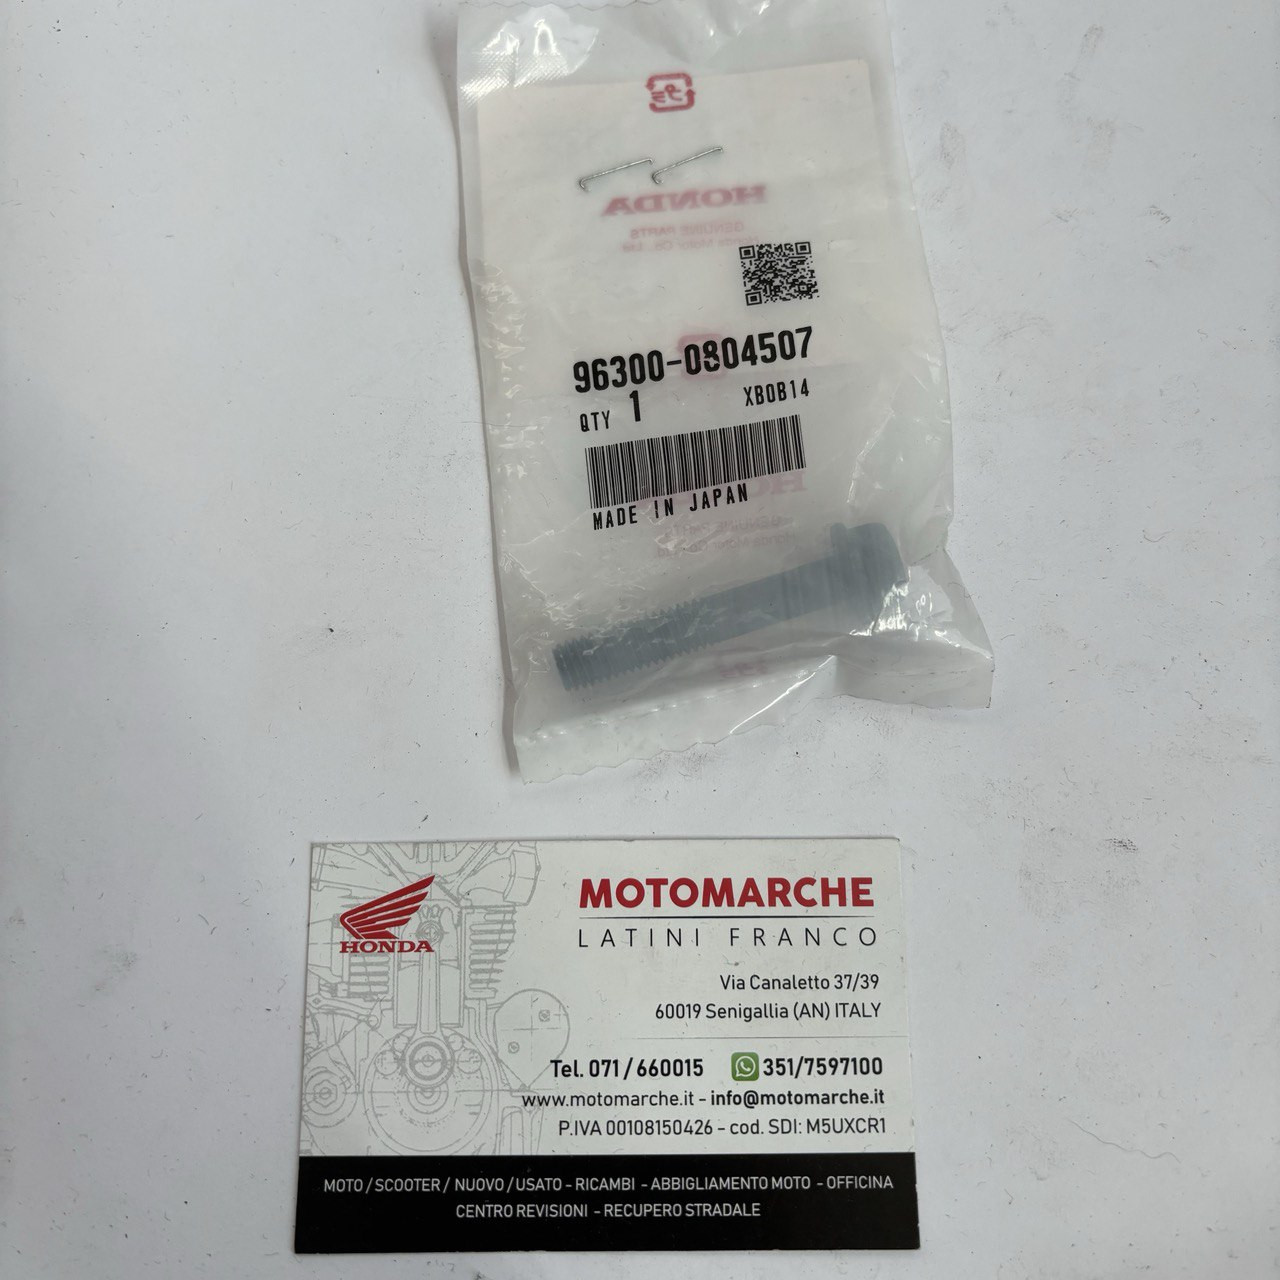 HONDA
GENUINE PARTS
96300-0804507
QTY 1 XB0B14
MADE IN JAPAN
HONDA
MOTOMARCHE
LATINI FRANCO
Via Canaletto 37/39
60019 Senigallia (AN) ITALY
Tel. 071 / 660015 351/7597100
www.motomarche.it - info@motomarche.it
P.IVA 00108150426 - cod. SDI: M5UXCR1
MOTO / SCOOTER / NUOVO / USATO - RICAMBI - ABBIGLIAMENTO MOTO - OFFICINA
CENTRO REVISIONI - RECUPERO STRADALE